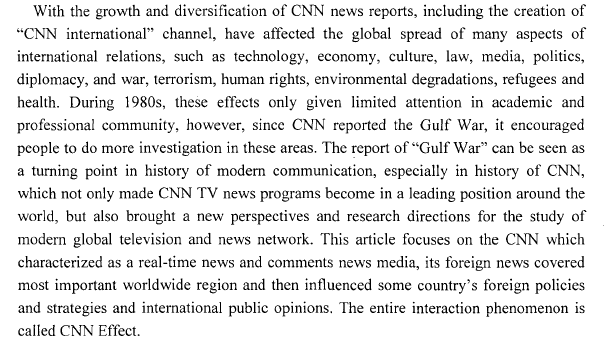 With the growth and diversification of CNN news reports, including the creation of
“CNN international” channel, have affected the global spread of many aspects of
international relations, such as technology, economy, culture, law, media, politics,
diplomacy, and war, terrorism, human rights, environmental degradations, refugees and
health. During 1980s, these effects only given limited attention in academic and
professional community, however, since CNN reported the Gulf War, it encouraged
people to do more investigation in these areas. The report of “Gulf War” can be seen as
a turning point in history of modern communication, especially in history of CNN,
which not only made CNN TV news programs become in a leading position around the
world, but also brought a new perspectives and research directions for the study of
modern global television and news network. This article focuses on the CNN which
characterized as a real-time news and comments news media, its foreign news covered
most important worldwide region and then influenced some country’s foreign policies
and strategies and international public opinions. The entire interaction phenomenon is
called CNN Effect.